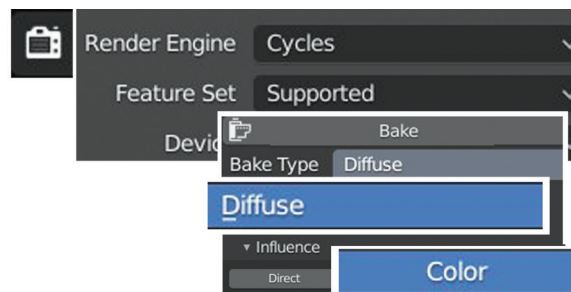 Render Engine Cycles
Feature Set Supported
Devic
Bake
Bake Type Diffuse
Diffuse
Influence
Direct
Color